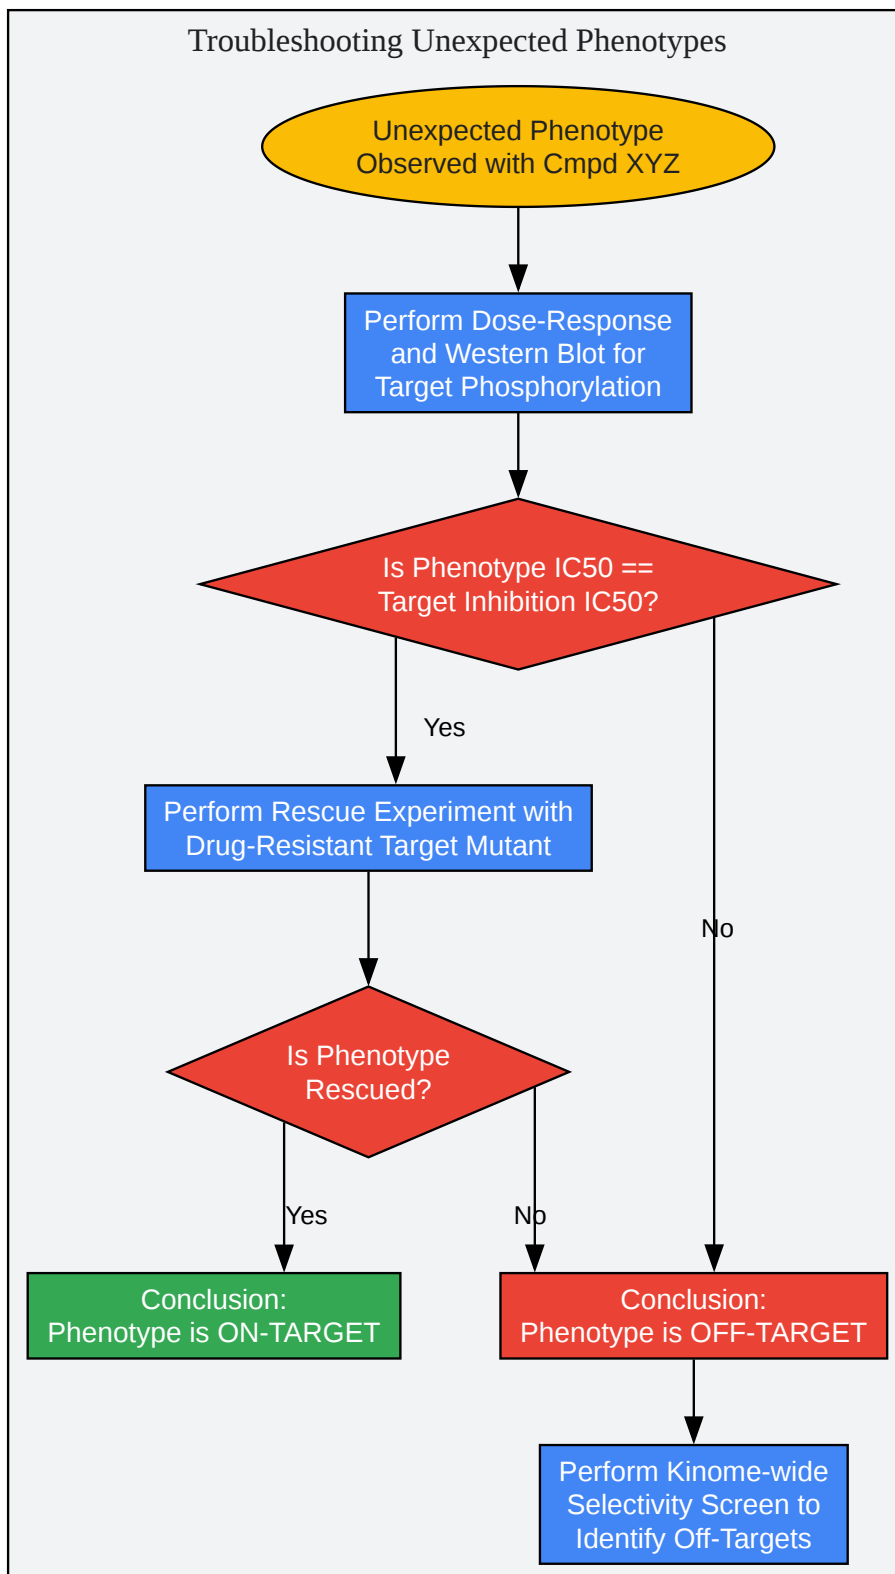 Troubleshooting Unexpected Phenotypes
Unexpected Phenotype
Observed with Cmpd XYZ
Perform Dose-Response
and Western Blot for
Target Phosphorylation
Is Phenotype IC50 ==
Target Inhibition IC50?
Yes
Perform Rescue Experiment with
Drug-Resistant Target Mutant
No
Is Phenotype
Rescued?
Yes
No
Conclusion:
Phenotype is ON-TARGET
Conclusion:
Phenotype is OFF-TARGET
Perform Kinome-wide
Selectivity Screen to
Identify Off-Targets